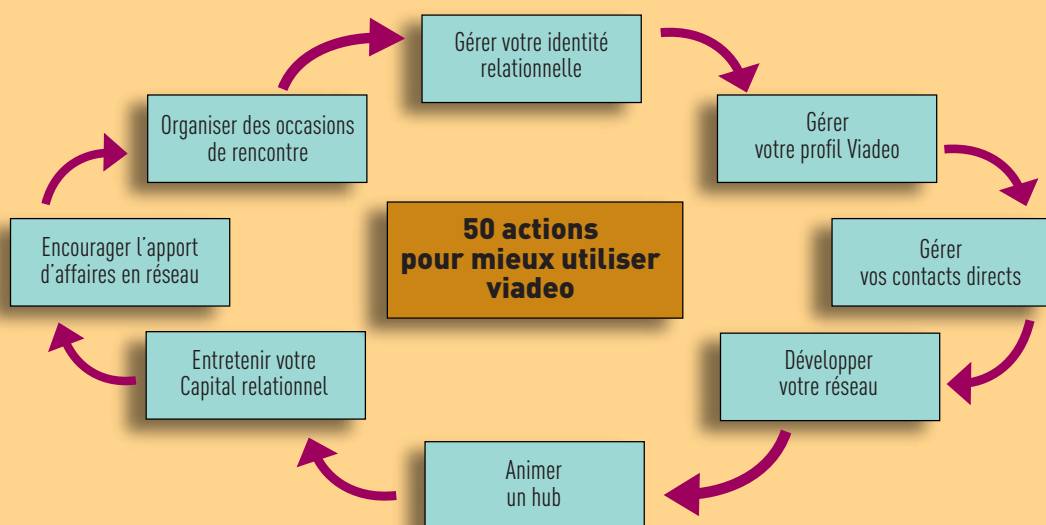 Gérer votre identité
relationnelle
Gérer
votre profil Viadeo
Gérer
vos contacts directs
Développer
votre réseau
Animer
un hub
Entretenir votre
Capital relationnel
Encourager l'apport
d'affaires en réseau
Organiser des occasions
de rencontre
50 actions
pour mieux utiliser
viadeo